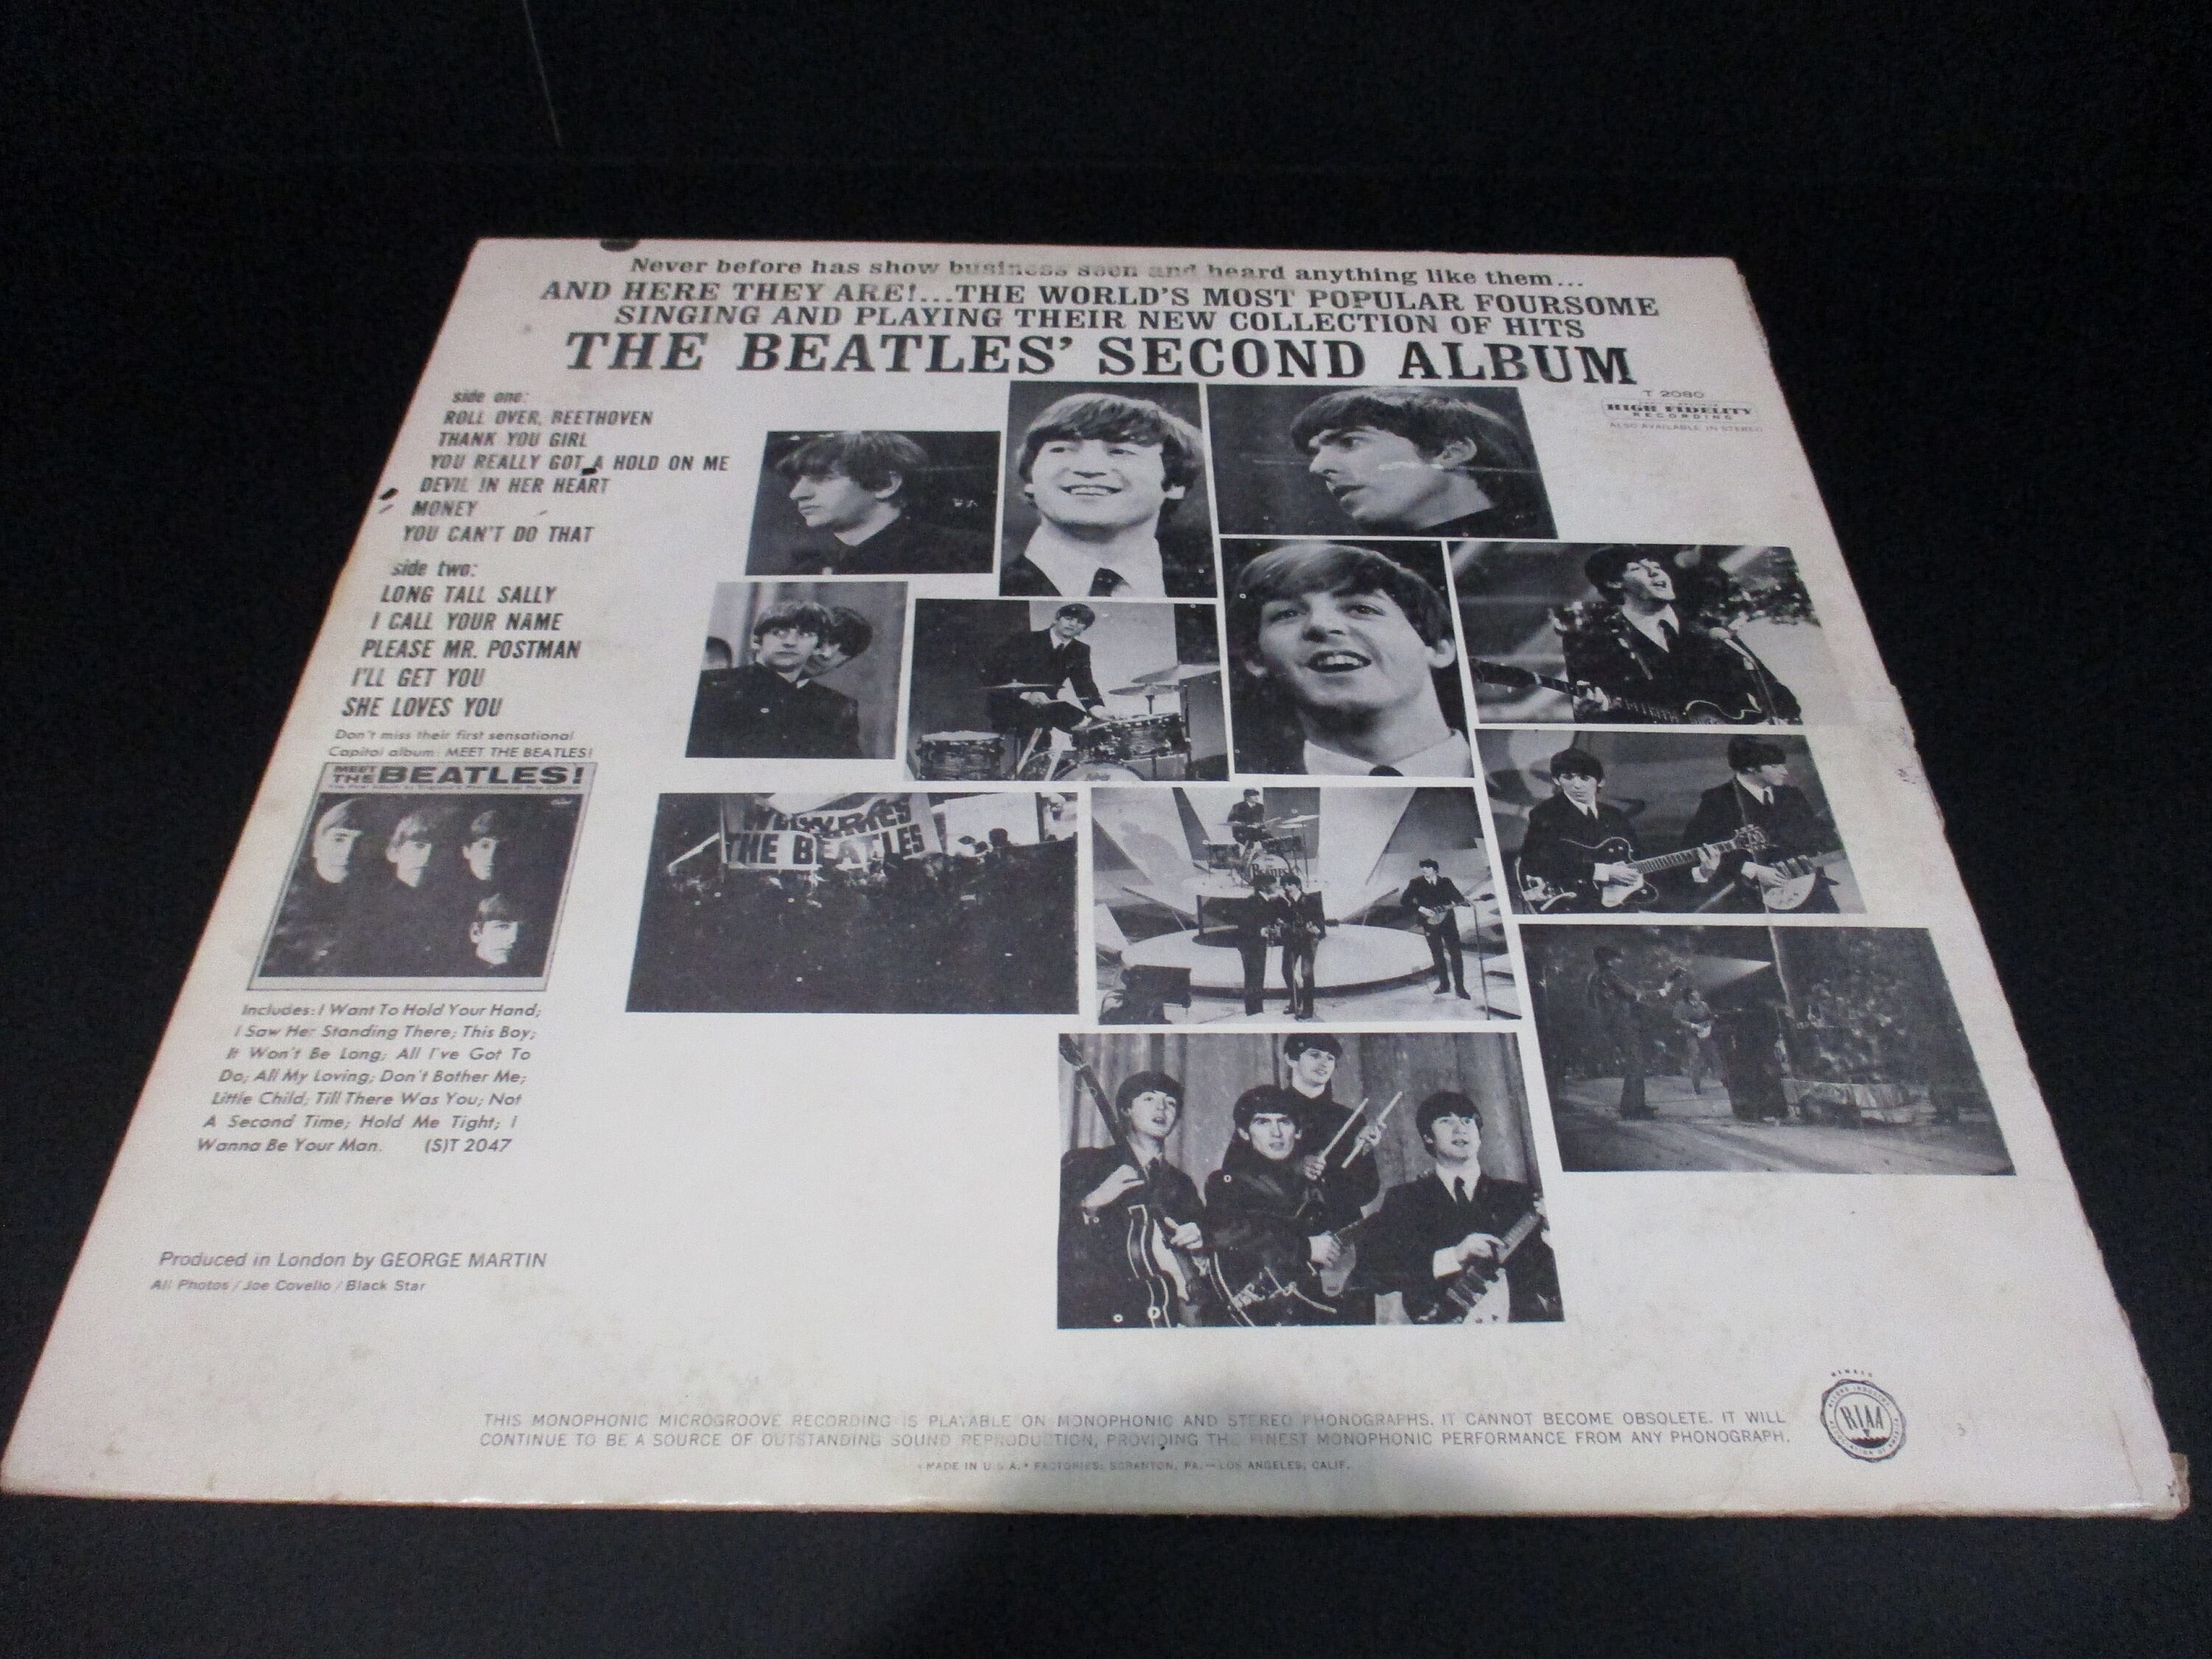 Never before has show business seen and heard anything like them...
AND HERE THEY ARE!...THE WORLD'S MOST POPULAR FOURSOME
SINGING AND PLAYING THEIR NEW COLLECTION OF HITS
THE BEATLES' SECOND ALBUM
T 2080
HIGH FIDELITY
RECORDING
ALSO AVAILABLE IN STEREO
side one:
ROLL OVER, BEETHOVEN
THANK YOU GIRL
YOU REALLY GOT A HOLD ON ME
DEVIL IN HER HEART
MONEY
YOU CAN'T DO THAT
side two:
LONG TALL SALLY
I CALL YOUR NAME
PLEASE MR. POSTMAN
I'LL GET YOU
SHE LOVES YOU
Don't miss their first sensational
Capitol album: MEET THE BEATLES!
MEET
THE BEATLES!
THE BEATLES
Includes: I Want To Hold Your Hand;
I Saw Her Standing There; This Boy;
It Won't Be Long; All I've Got To
Do; All My Loving; Don't Bother Me;
Little Child; Till There Was You; Not
A Second Time; Hold Me Tight; I
Wanna Be Your Man. (S)T 2047
Produced in London by GEORGE MARTIN
All Photos / Joe Covello / Black Star
THIS MONOPHONIC MICROGROOVE RECORDING IS PLAYABLE ON MONOPHONIC AND STEREO PHONOGRAPHS. IT CANNOT BECOME OBSOLETE. IT WILL
CONTINUE TO BE A SOURCE OF OUTSTANDING SOUND REPRODUCTION, PROVIDING THE FINEST MONOPHONIC PERFORMANCE FROM ANY PHONOGRAPH.
MADE IN U.S.A. • FACTORIES: SCRANTON, PA.—LOS ANGELES, CALIF.
RIAA
3